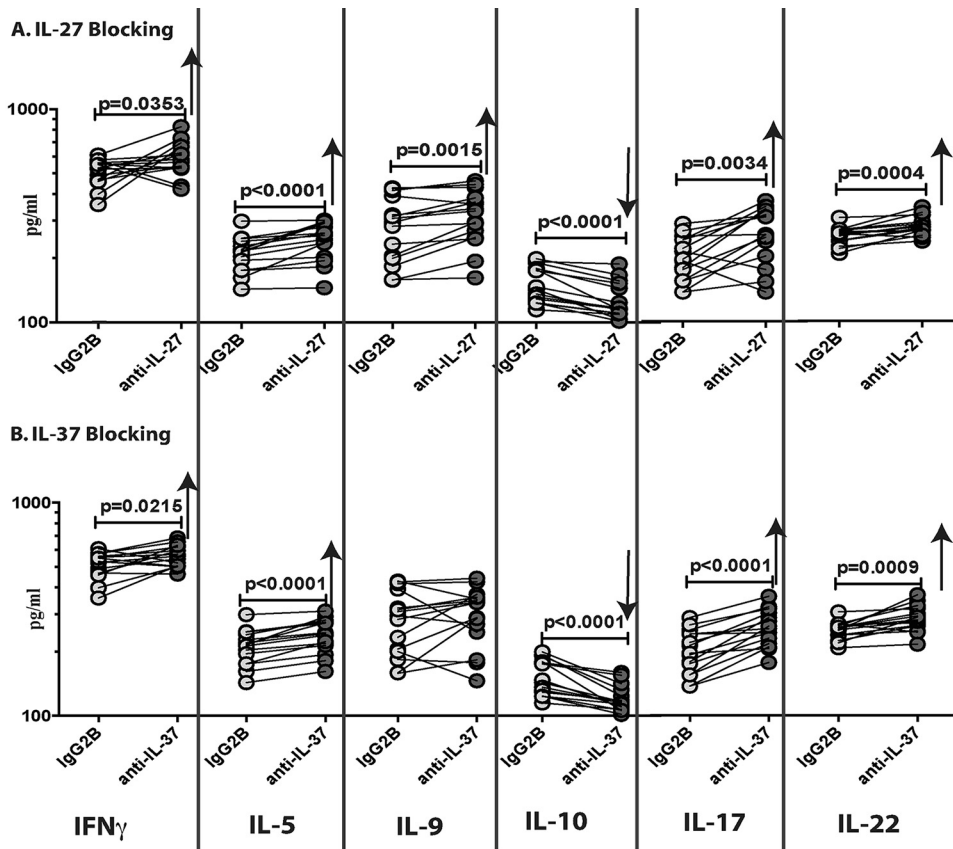 A. IL-27 Blocking
1000
100
pg/ml
p=0.0353
p<0.0001
p=0.0015
p<0.0001
p=0.0034
p=0.0004
IgG2B
anti-IL-27
IgG2B
anti-IL-27
IgG2B
anti-IL-27
IgG2B
anti-IL-27
IgG2B
anti-IL-27
IgG2B
anti-IL-27
B. IL-37 Blocking
1000
100
pg/ml
p=0.0215
p<0.0001
p<0.0001
p<0.0001
p=0.0009
IgG2B
anti-IL-37
IgG2B
anti-IL-37
IgG2B
anti-IL-37
IgG2B
anti-IL-37
IgG2B
anti-IL-37
IgG2B
anti-IL-37
IFNγ
IL-5
IL-9
IL-10
IL-17
IL-22